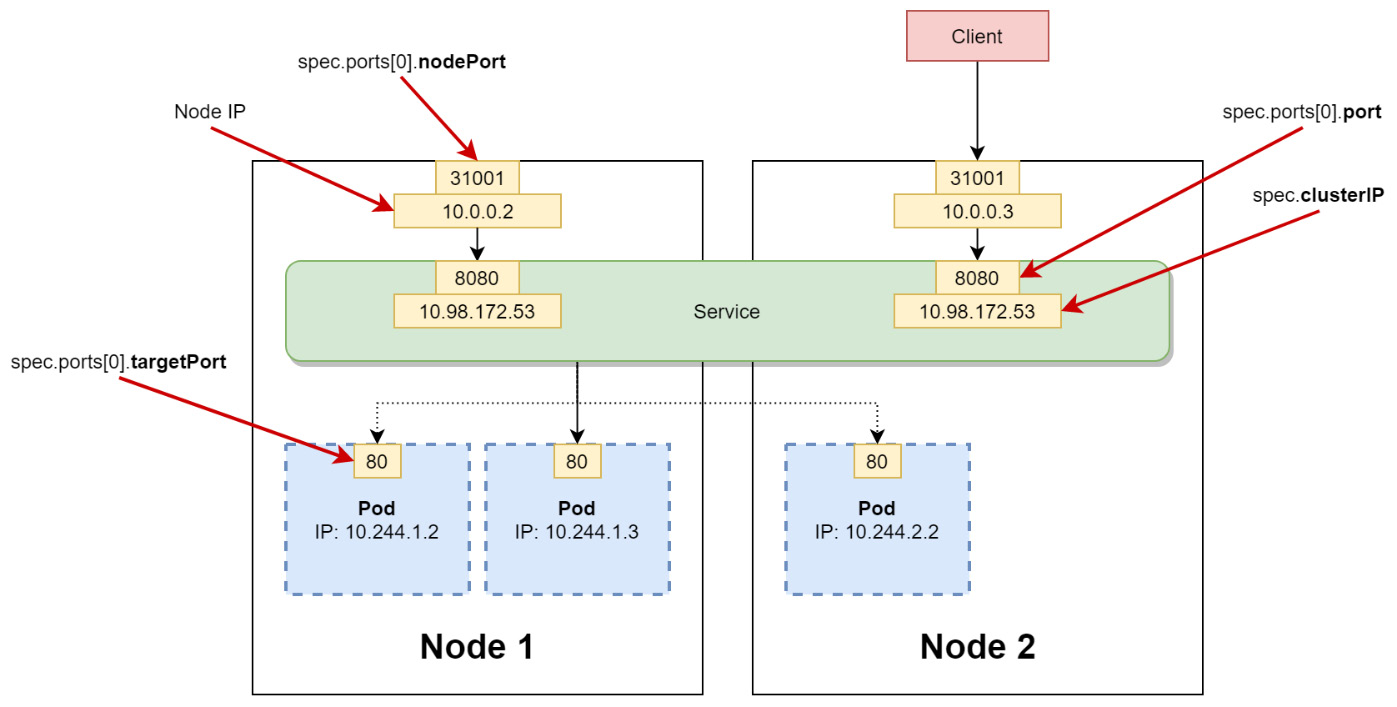 Client
spec.ports[0].nodePort
Node IP
spec.ports[0].port
31001
31001
spec.clusterIP
10.0.0.2
10.0.0.3
8080
8080
10.98.172.53
Service
10.98.172.53
spec.ports[0].targetPort
80
80
80
Pod
IP: 10.244.1.2
Pod
IP: 10.244.1.3
Pod
IP: 10.244.2.2
Node 1
Node 2